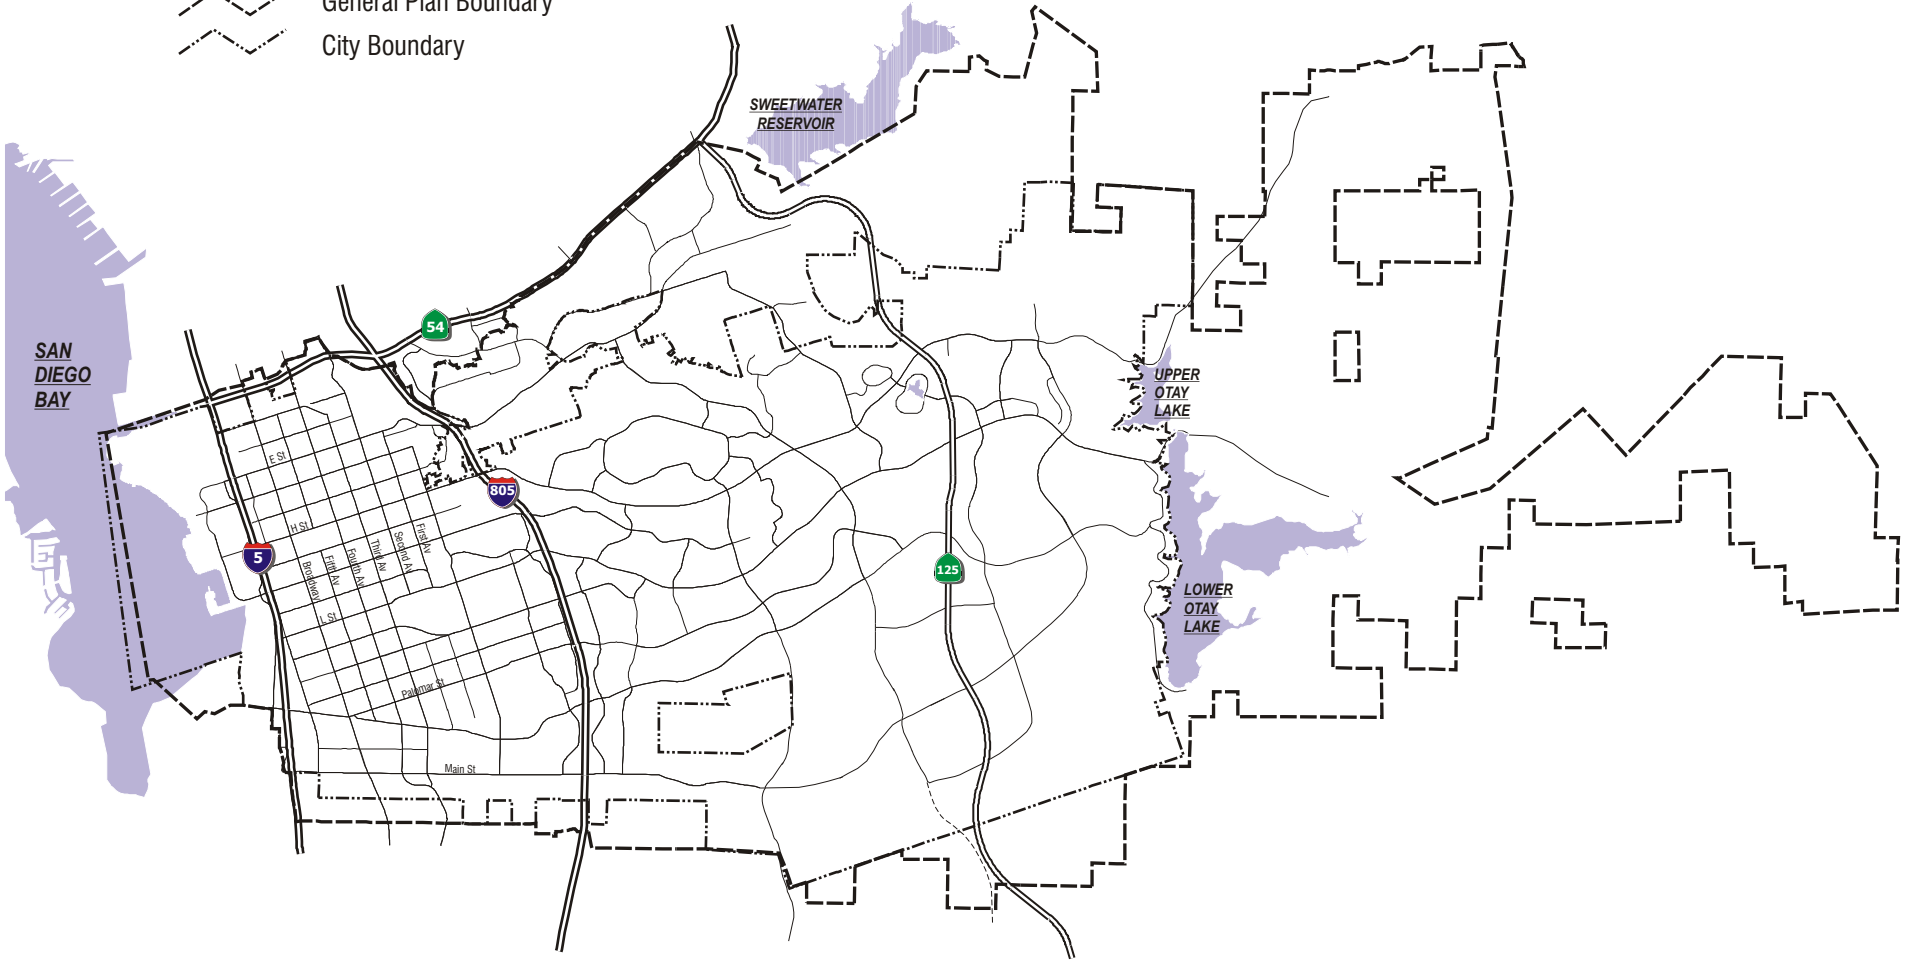 General Plan Boundary
City Boundary
SWEETWATER
RESERVOIR
54
SAN
DIEGO
BAY
UPPER
OTAY
LAKE
E St
805
H St
First Av
Second Av
Third Av
Fourth Av
Fifth Av
Broadway
5
125
L St
LOWER
OTAY
LAKE
Palomar St
Main St